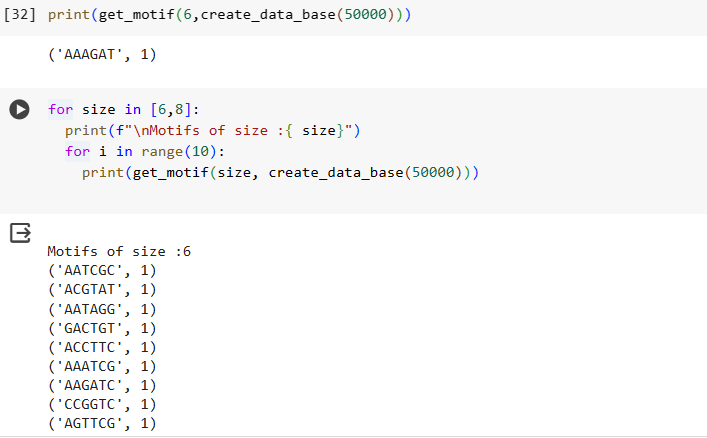 [32] print(get_motif(6,create_data_base(50000)))
('AAAGAT', 1)
for size in [6,8]:
print(f"\nMotifs of size :{ size}")
for i in range(10):
print(get_motif(size, create_data_base(50000)))
Motifs of size :6
('AATCGC', 1)
('ACGTAT', 1)
('AATAGG', 1)
('GACTGT', 1)
('ACCTTC', 1)
('AAATCG', 1)
('AAGATC', 1)
('CCGGTC', 1)
('AGTTCG', 1)